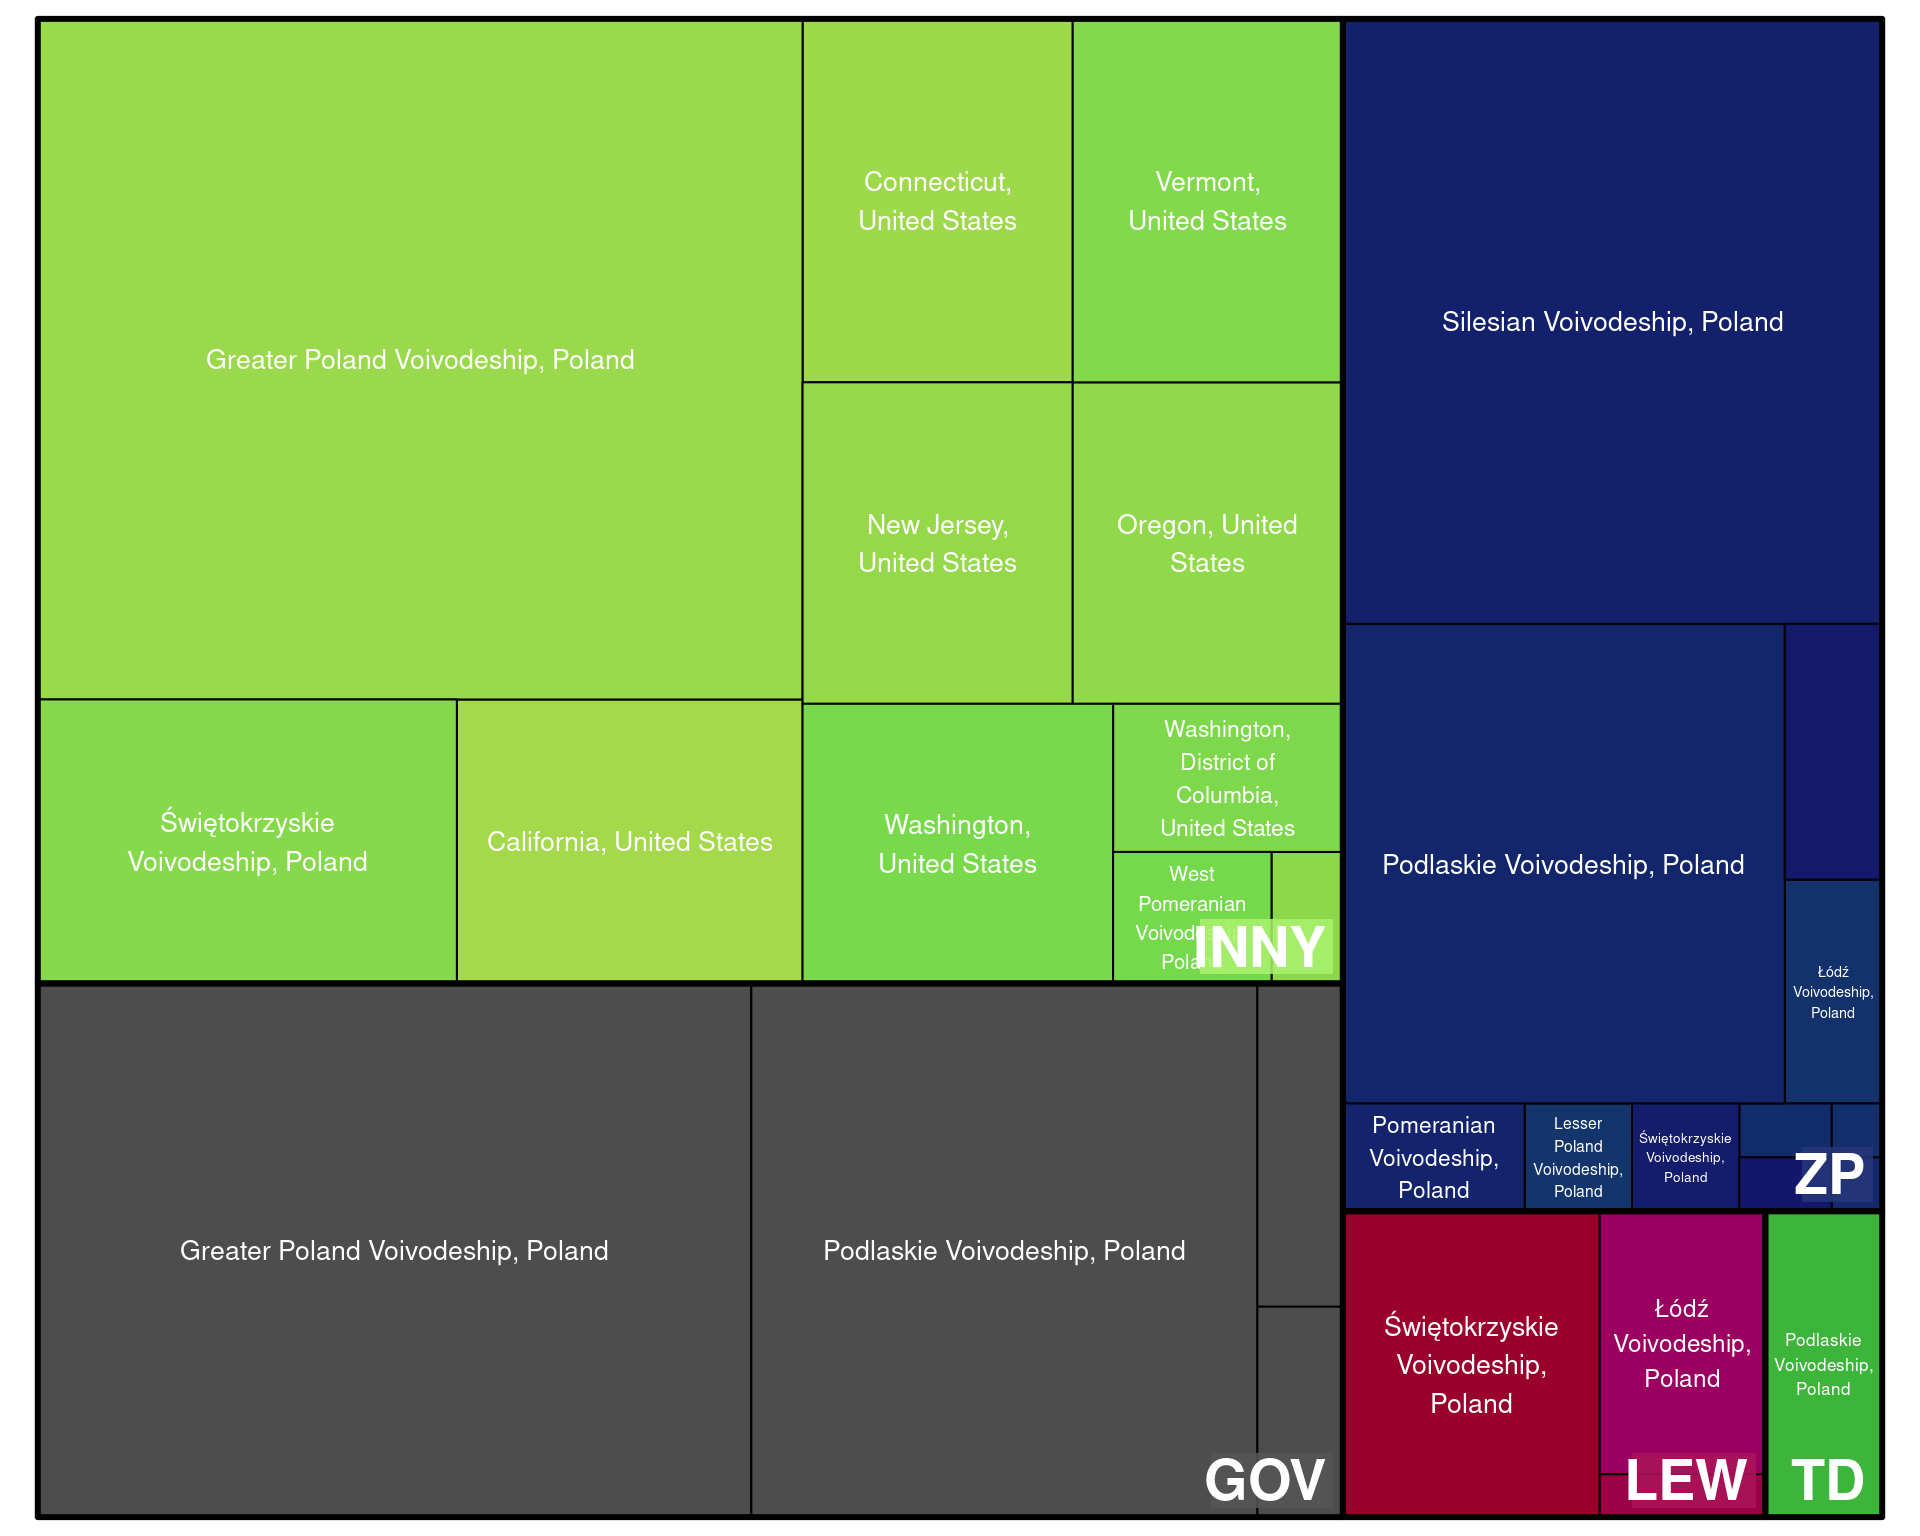 Greater Poland Voivodeship, Poland
Connecticut,
United States
Vermont,
United States
New Jersey,
United States
Oregon, United
States
Świętokrzyskie
Voivodeship, Poland
California, United States
Washington,
United States
Washington,
District of
Columbia,
United States
West
Pomeranian
INNY
Silesian Voivodeship, Poland
Podlaskie Voivodeship, Poland
Łódź
Voivodeship,
Poland
Pomeranian
Voivodeship,
Poland
Lesser
Poland
Voivodeship,
Poland
Świętokrzyskie
Voivodeship,
Poland
ZP
Greater Poland Voivodeship, Poland
Podlaskie Voivodeship, Poland
GOV
Świętokrzyskie
Voivodeship,
Poland
Łódź
Voivodeship,
Poland
LEW
Podlaskie
Voivodeship,
Poland
TD